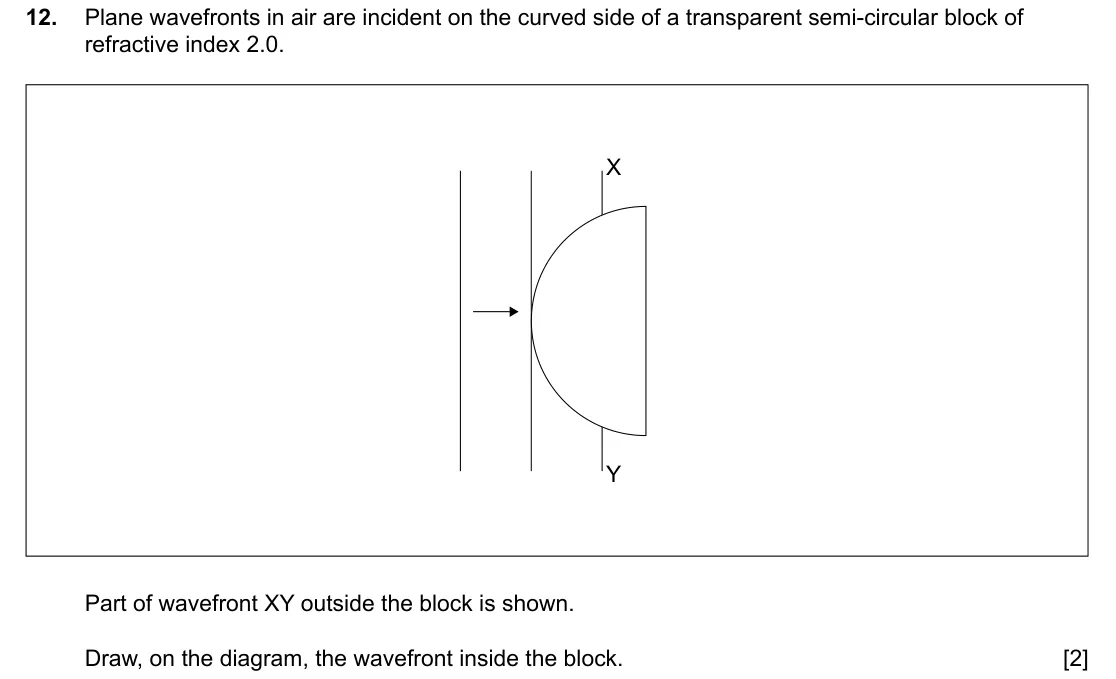 12. Plane wavefronts in air are incident on the curved side of a transparent semi-circular block of
refractive index 2.0.
X
Y
Part of wavefront XY outside the block is shown.
Draw, on the diagram, the wavefront inside the block. [2]